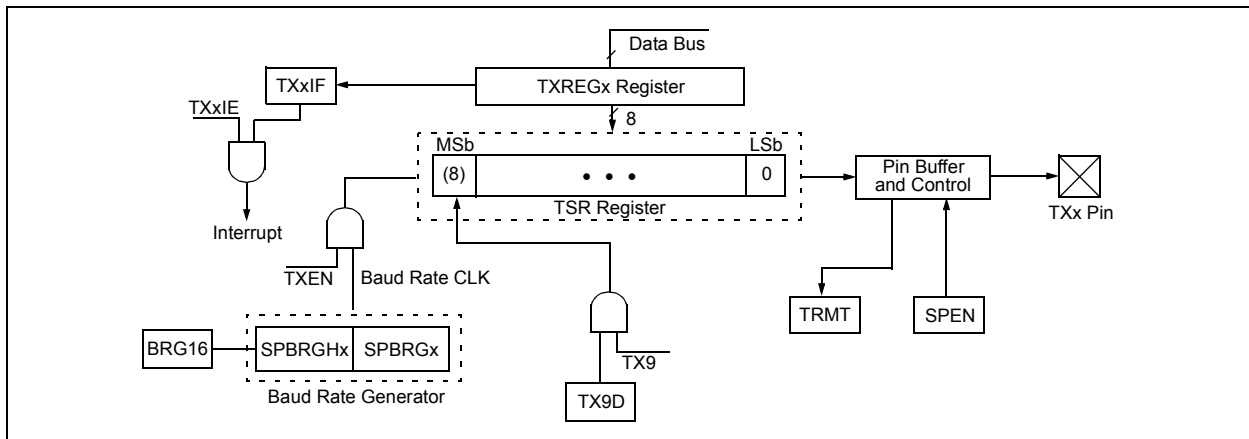 Data Bus
TXxIF
TXREGx Register
TXxIE
8
MSb
LSb
(8)
• • •
0
Pin Buffer
and Control
TSR Register
TXx Pin
Interrupt
TXEN
Baud Rate CLK
TRMT
SPEN
BRG16
SPBRGHx
SPBRGx
TX9
Baud Rate Generator
TX9D